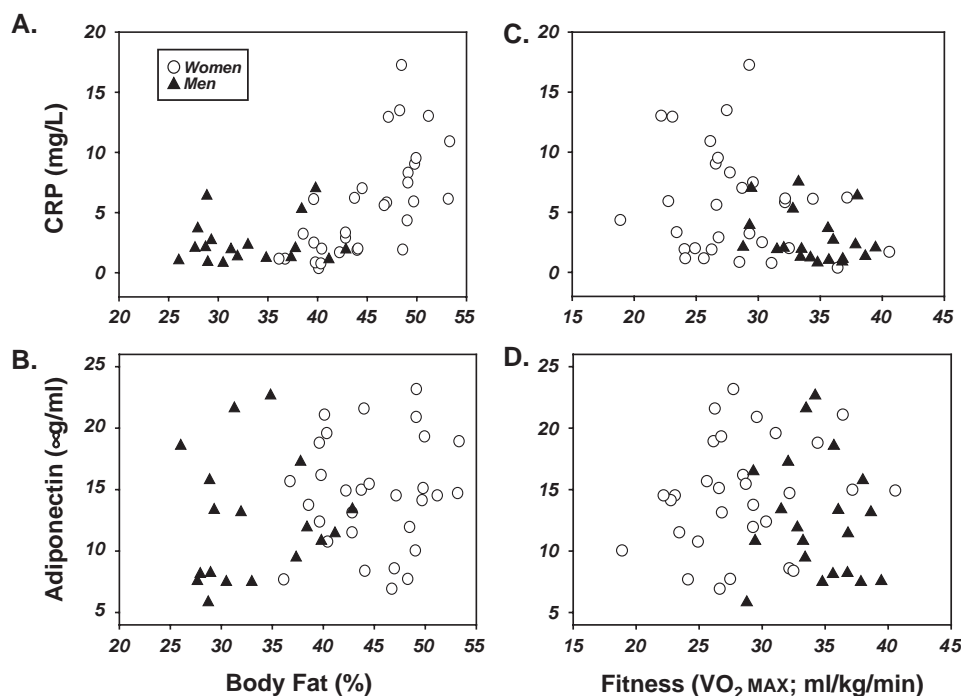 A.
C.
20
15
10
5
0
CRP (mg/L)
Women
Men
20 25 30 35 40 45 50 55
20
15
10
5
0
15 20 25 30 35 40 45
B.
D.
25
20
15
10
5
Adiponectin (∝g/ml)
20 25 30 35 40 45 50 55
Body Fat (%)
25
20
15
10
5
15 20 25 30 35 40 45
Fitness (VO₂ MAX; ml/kg/min)